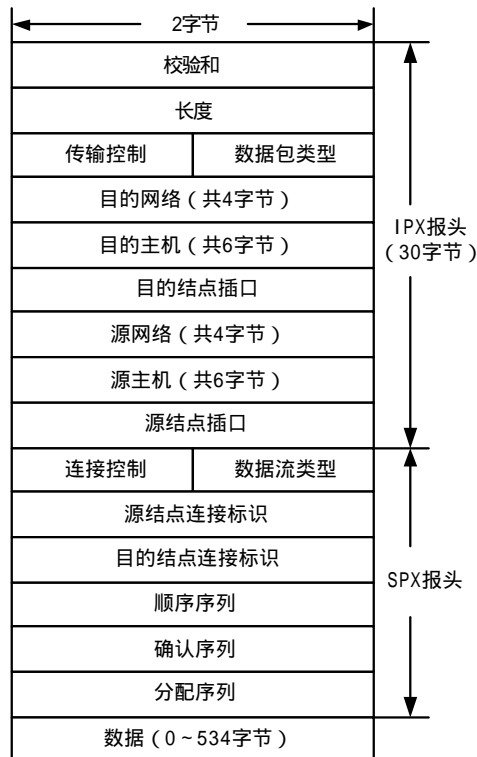 2字节
校验和
长度
传输控制 数据包类型
目的网络（共4字节）
目的主机（共6字节）
目的结点插口
源网络（共4字节）
源主机（共6字节）
源结点插口
IPX报头
（30字节）
连接控制 数据流类型
源结点连接标识
目的结点连接标识
顺序序列
确认序列
分配序列
SPX报头
数据（0~534字节）